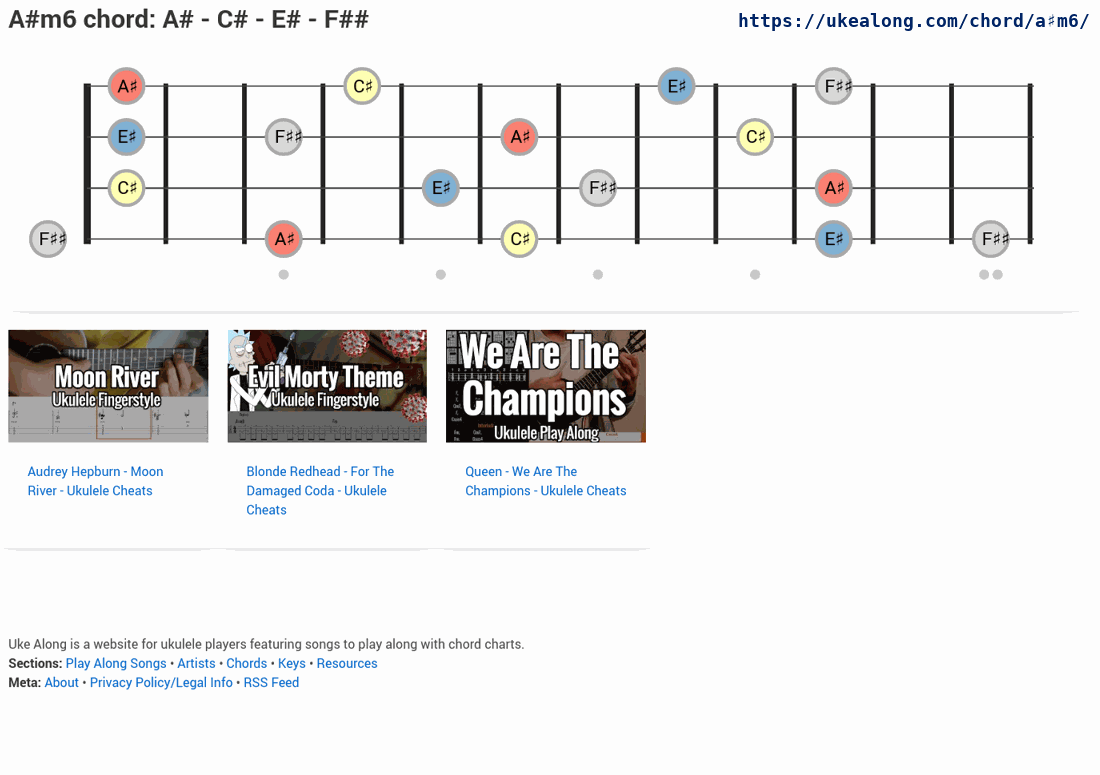 A#m6 chord: A# - C# - E# - F##
https://ukealong.com/chord/a♯m6/
A♯ C♯ E♯ F♯♯
E♯ F♯♯ A♯ C♯
C♯ E♯ F♯♯ A♯
F♯♯ A♯ C♯ E♯ F♯♯
Moon River
Ukulele Fingerstyle
Evil Morty Theme
Ukulele Fingerstyle
We Are The
Champions
Ukulele Play Along
Audrey Hepburn - Moon
River - Ukulele Cheats
Blonde Redhead - For The
Damaged Coda - Ukulele
Cheats
Queen - We Are The
Champions - Ukulele Cheats
Uke Along is a website for ukulele players featuring songs to play along with chord charts.
Sections: Play Along Songs • Artists • Chords • Keys • Resources
Meta: About • Privacy Policy/Legal Info • RSS Feed